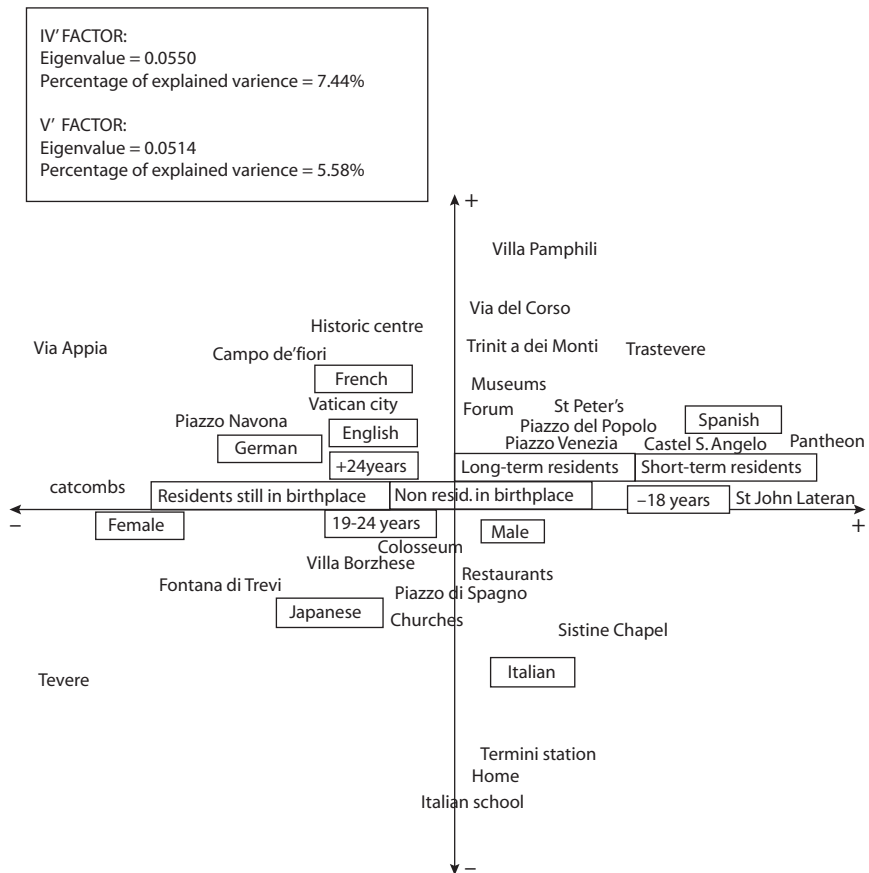 IV' FACTOR:
Eigenvalue = 0.0550
Percentage of explained varience = 7.44%
V' FACTOR:
Eigenvalue = 0.0514
Percentage of explained varience = 5.58%
+
Villa Pamphili
Via del Corso
Historic centre
Via Appia
Campo de'fiori
Trinit a dei Monti
Trastevere
French
Museums
Vatican city
Forum
St Peter's
Piazzo Navona
Piazzo del Popolo
Spanish
English
German
Piazzo Venezia
Castel S. Angelo
Pantheon
+24years
Long-term residents
Short-term residents
catcombs
Residents still in birthplace
Non resid. in birthplace
–18 years
St John Lateran
–
+
Female
19-24 years
Male
Colosseum
Villa Borzhese
Restaurants
Fontana di Trevi
Piazzo di Spagno
Japanese
Churches
Sistine Chapel
Italian
Tevere
Termini station
Home
Italian school
–